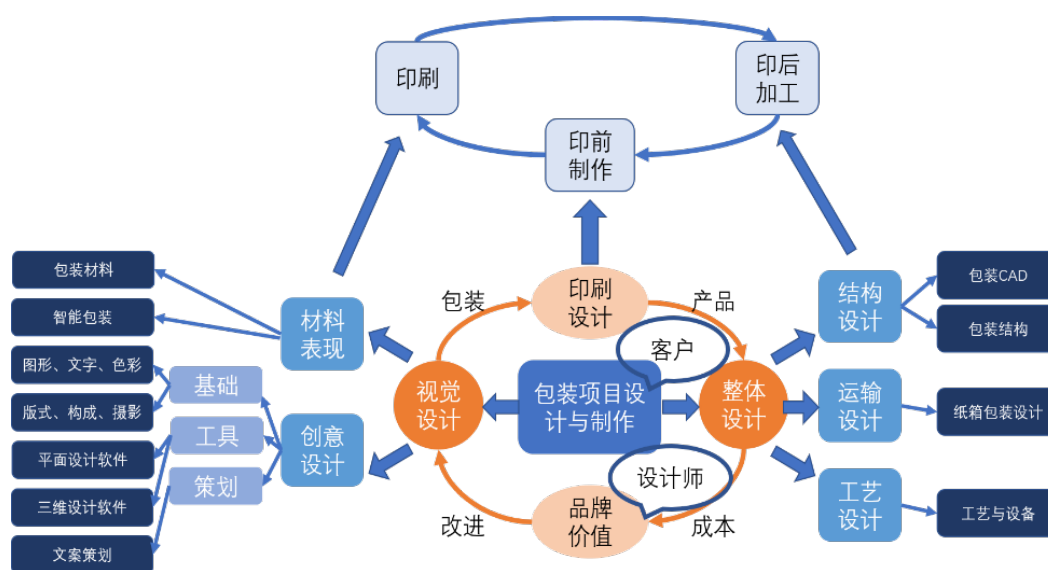 印刷
印后
加工
印前
制作
包装材料
智能包装
图形、文字、色彩
版式、构成、摄影
平面设计软件
三维设计软件
文案策划
基础
工具
策划
材料
表现
创意
设计
包装
印刷
设计
产品
客户
视觉
设计
包装项目设
计与制作
整体
设计
设计师
改进
品牌
价值
成本
结构
设计
运输
设计
工艺
设计
包装CAD
包装结构
纸箱包装设计
工艺与设备